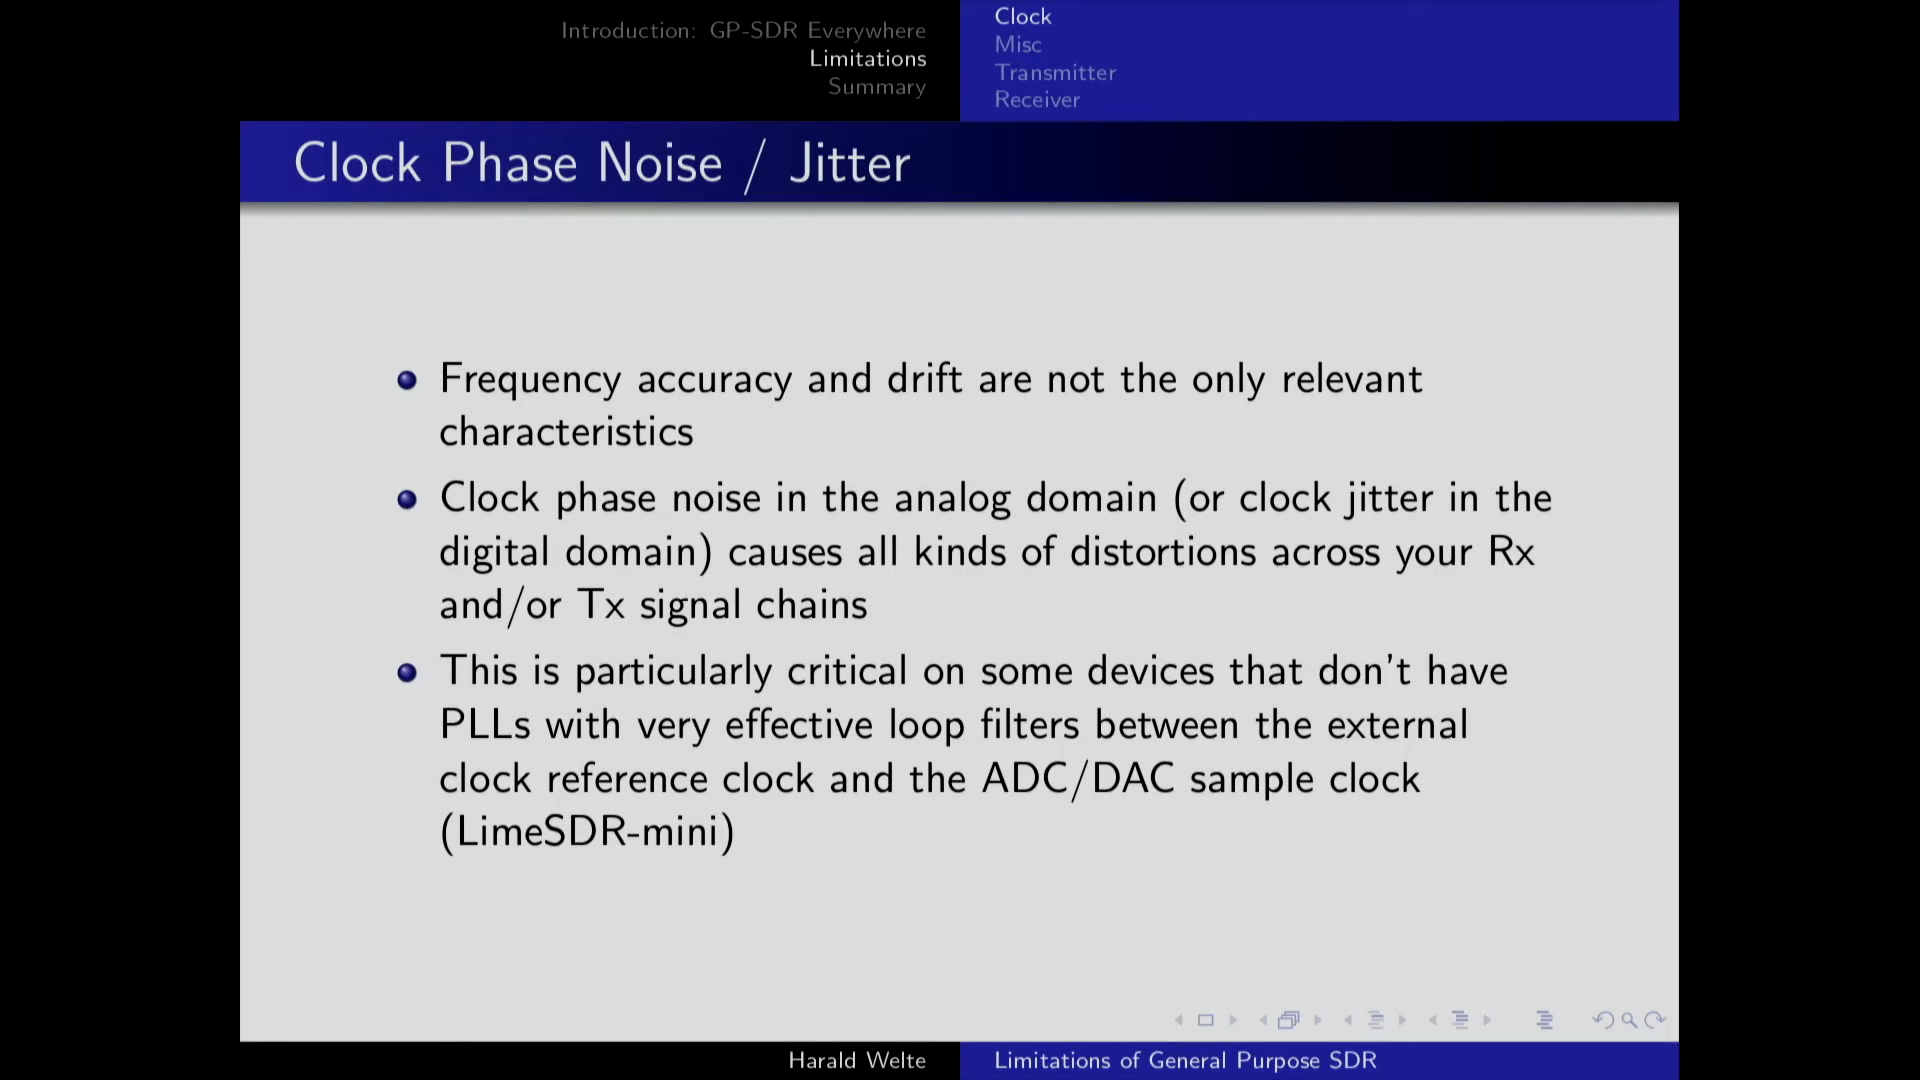 Introduction: GP-SDR Everywhere
Limitations
Summary
Clock
Misc
Transmitter
Receiver
Clock Phase Noise / Jitter
Frequency accuracy and drift are not the only relevant
characteristics
Clock phase noise in the analog domain (or clock jitter in the
digital domain) causes all kinds of distortions across your Rx
and/or Tx signal chains
This is particularly critical on some devices that don't have
PLLs with very effective loop filters between the external
clock reference clock and the ADC/DAC sample clock
(LimeSDR-mini)
Harald Welte
Limitations of General Purpose SDR